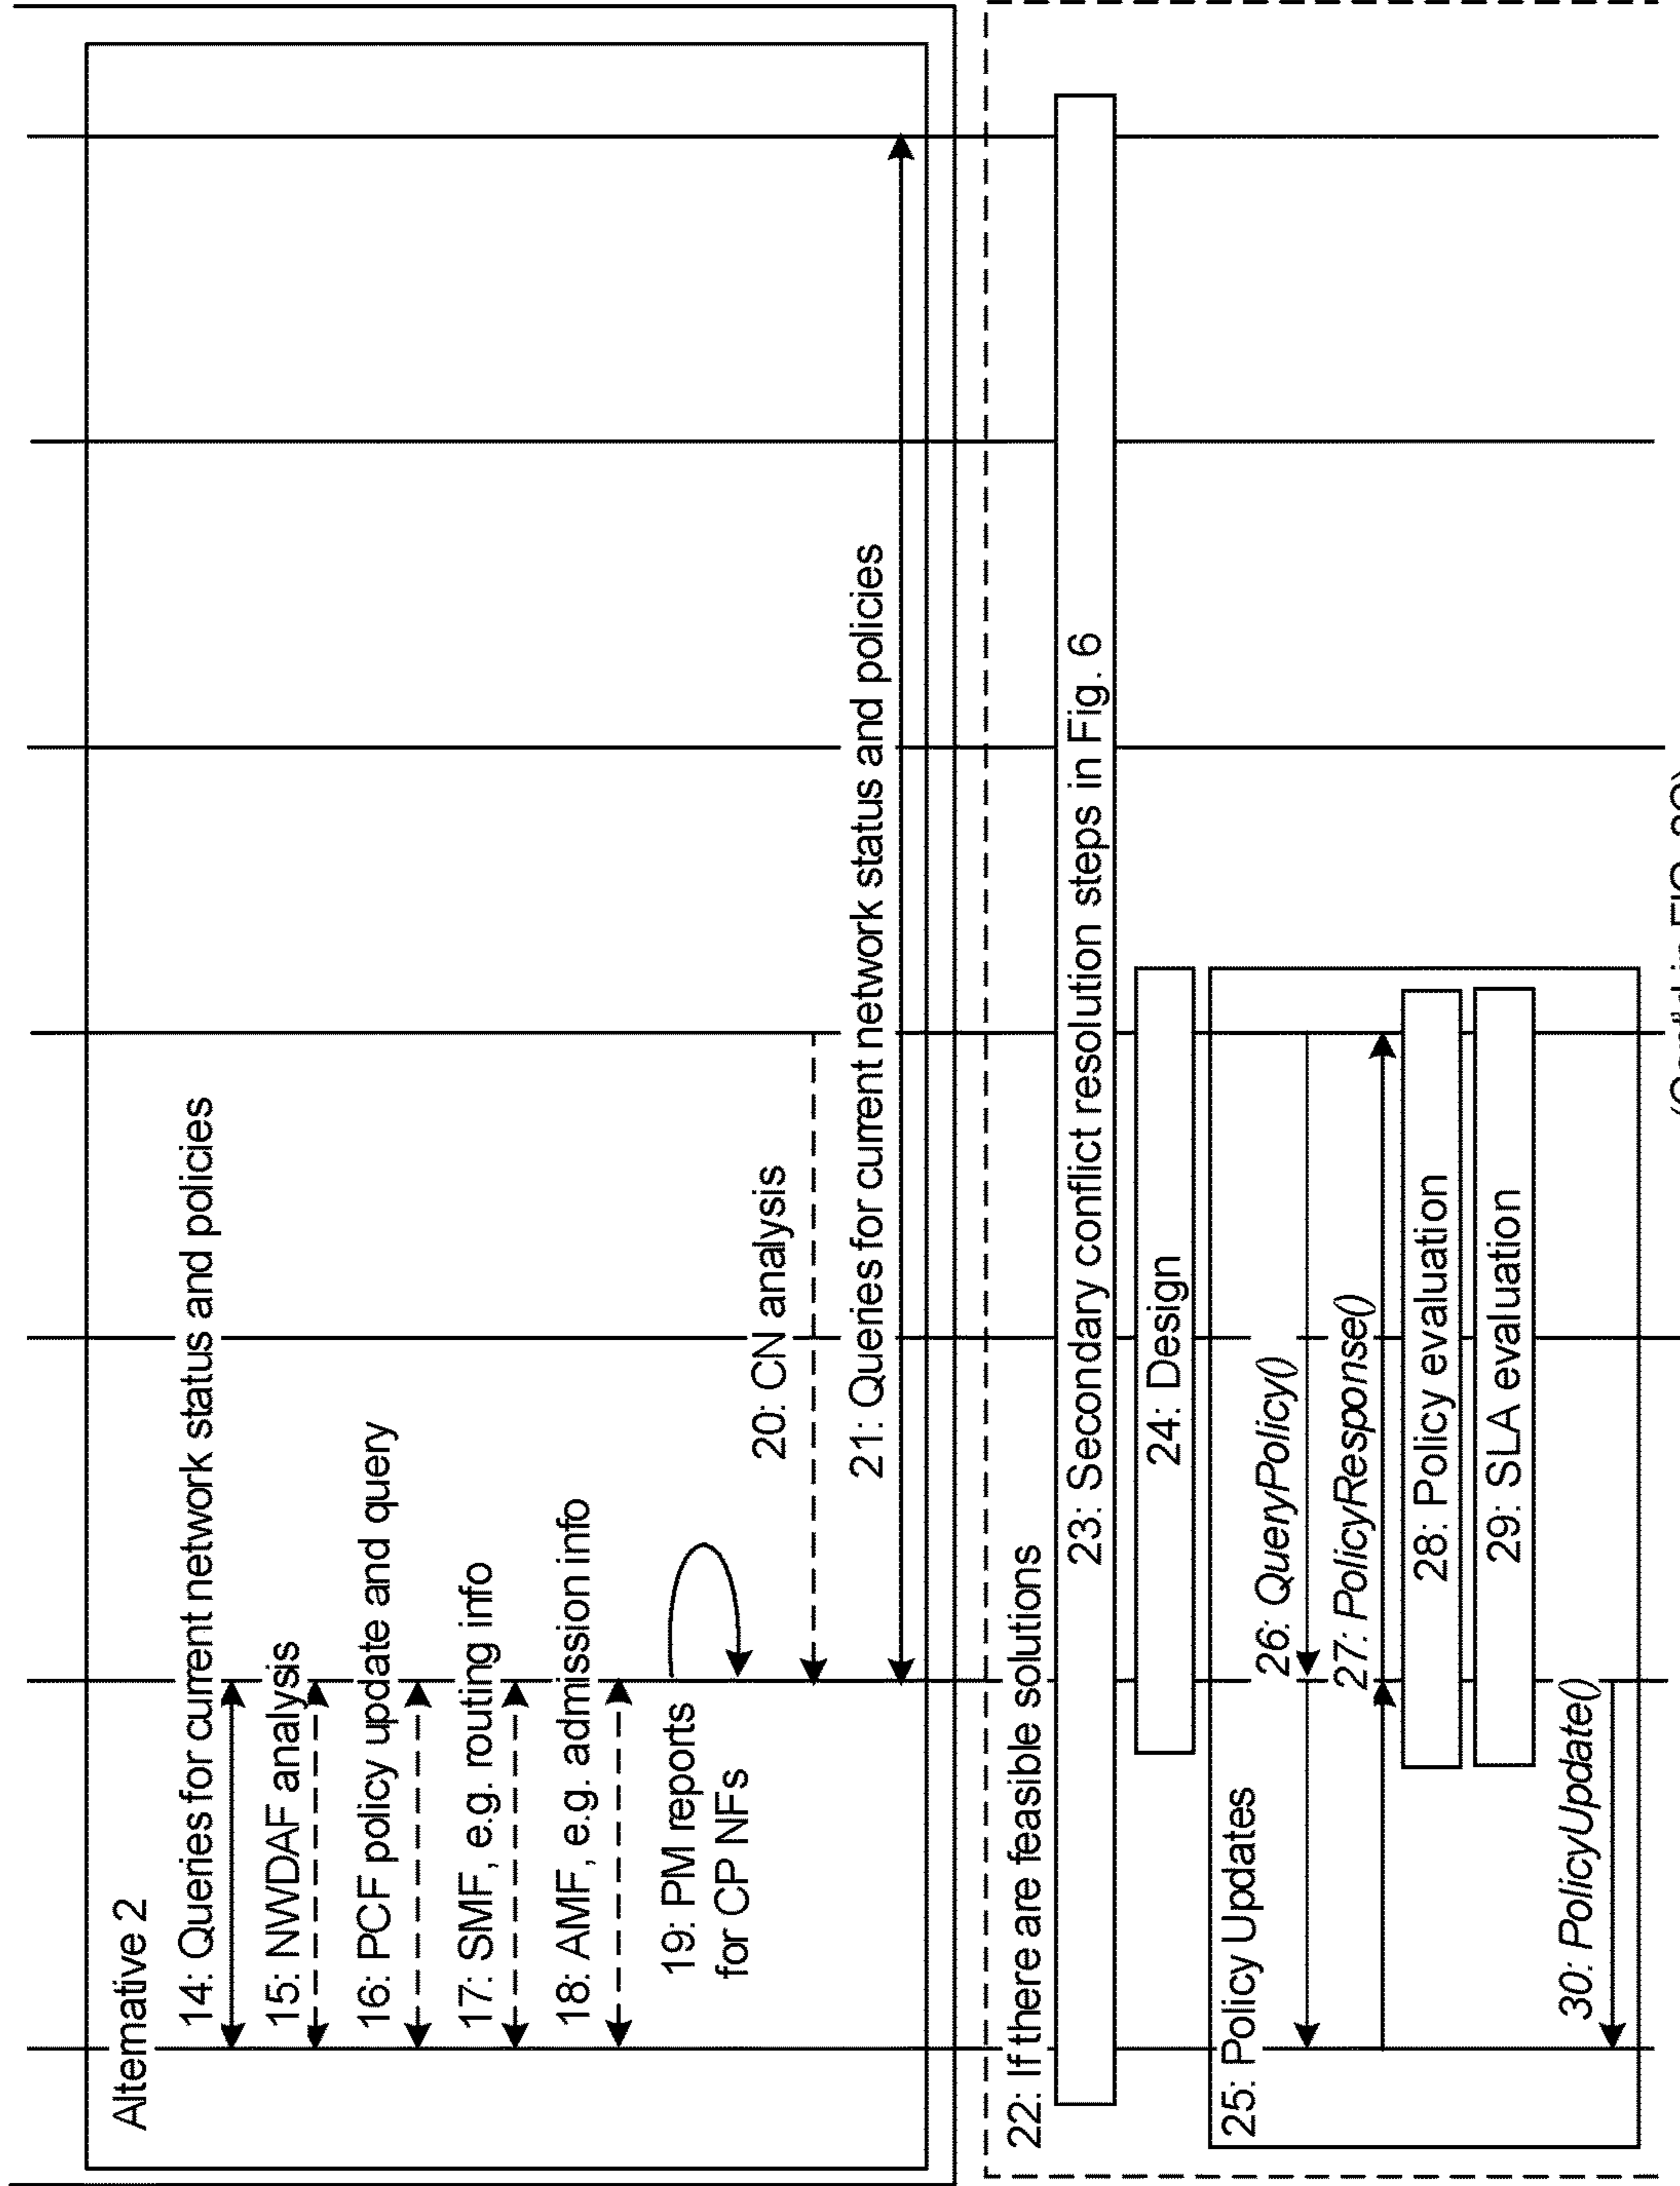 Alternative 2
14: Queries for current network status and policies
15: NWDAF analysis
16: PCF policy update and query
17: SMF, e.g. routing info
18: AMF, e.g. admission info
19: PM reports
for CP NFs
20: CN analysis
21: Queries for current network status and policies
22: If there are feasible solutions
23: Secondary conflict resolution steps in Fig. 6
24: Design
25: Policy Updates
26: QueryPolicy()
27: PolicyResponse()
28: Policy evaluation
29: SLA evaluation
30: PolicyUpdate()